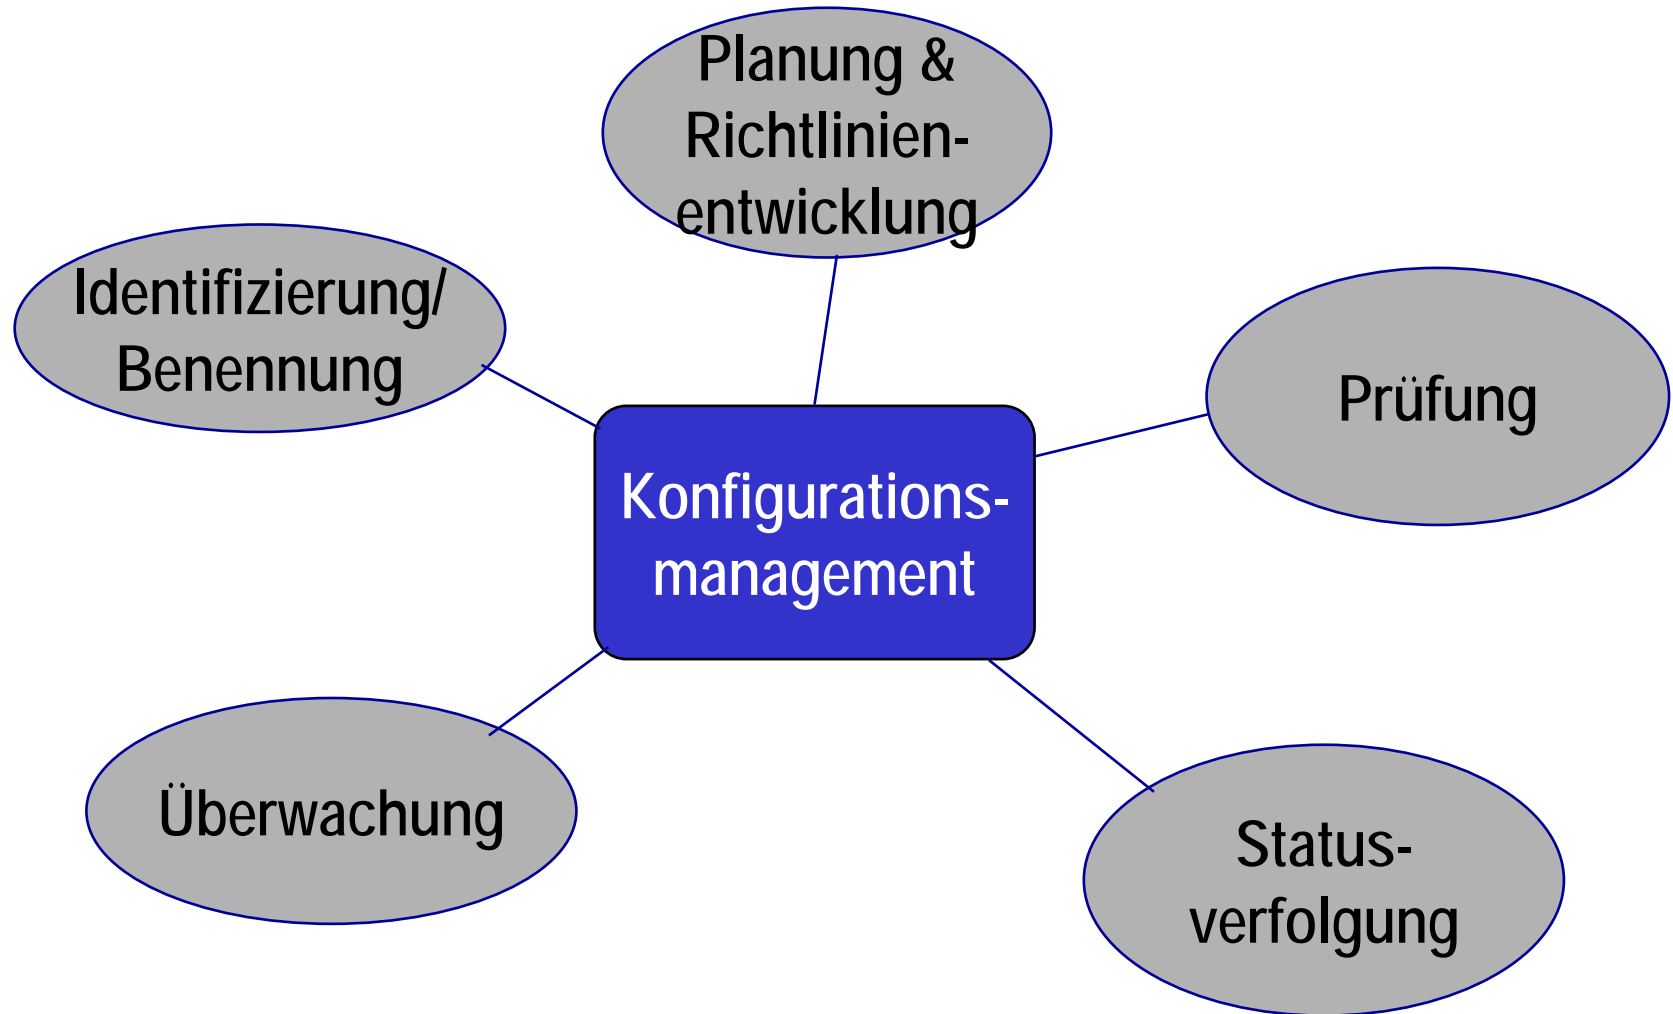 Planung &
Richtlinien-
entwicklung
Identifizierung/
Benennung
Prüfung
Konfigurations-
management
Überwachung
Status-
verfolgung